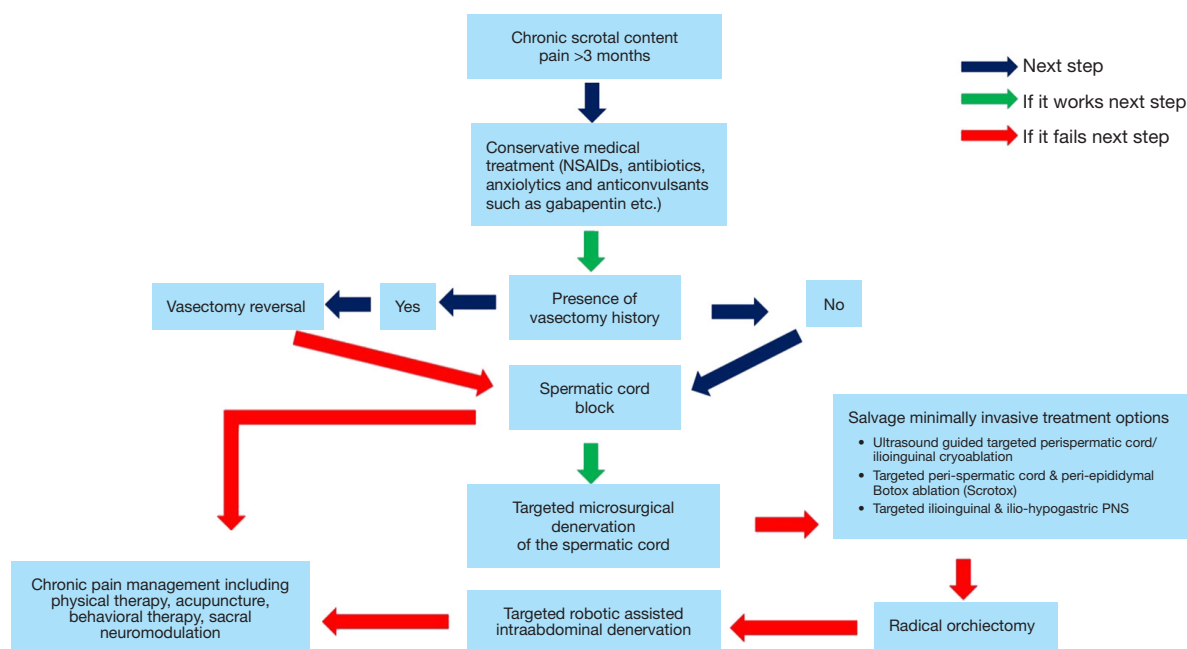 Chronic scrotal content
pain >3 months
Next step
If it works next step
If it fails next step
Conservative medical
treatment (NSAIDs, antibiotics,
anxiolytics and anticonvulsants
such as gabapentin etc.)
Vasectomy reversal
Yes
Presence of
vasectomy history
No
Spermatic cord
block
Salvage minimally invasive treatment options
• Ultrasound guided targeted perispermatic cord/
ilioinguinal cryoablation
• Targeted peri-spermatic cord & peri-epididymal
Botox ablation (Scrotox)
• Targeted ilioinguinal & ilio-hypogastric PNS
Targeted microsurgical
denervation
of the spermatic cord
Chronic pain management including
physical therapy, acupuncture,
behavioral therapy, sacral
neuromodulation
Targeted robotic assisted
intraabdominal denervation
Radical orchiectomy